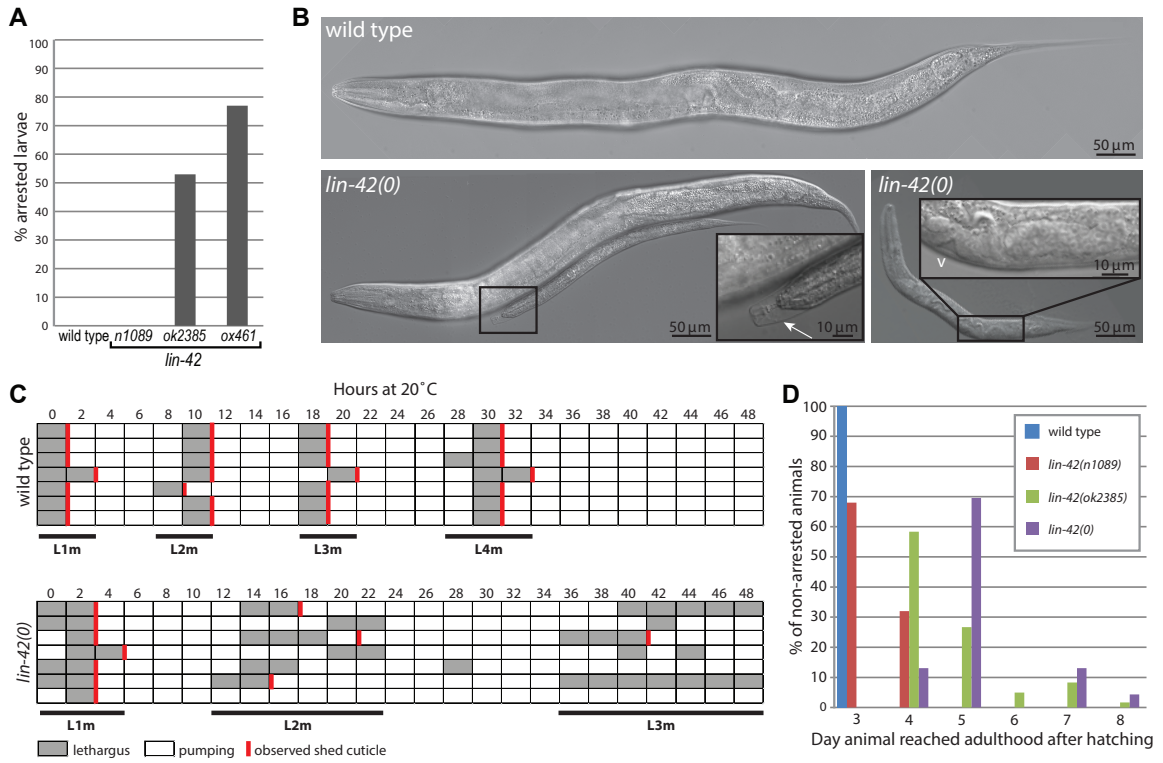 A
100
90
80
70
60
50
40
30
20
10
0
% arrested larvae
wild type n1089 ok2385 ox461
lin-42
B
wild type
50 µm
lin-42(0)
50 µm
10 µm
lin-42(0)
v
10 µm
50 µm
C
Hours at 20˚C
0 2 4 6 8 10 12 14 16 18 20 22 24 26 28 30 32 34 36 38 40 42 44 46 48
wild type
L1m L2m L3m L4m
0 2 4 6 8 10 12 14 16 18 20 22 24 26 28 30 32 34 36 38 40 42 44 46 48
lin-42(0)
L1m L2m L3m
lethargus pumping observed shed cuticle
D
100
90
80
70
60
50
40
30
20
10
0
% of non-arrested animals
wild type
lin-42(n1089)
lin-42(ok2385)
lin-42(0)
3 4 5 6 7 8
Day animal reached adulthood after hatching